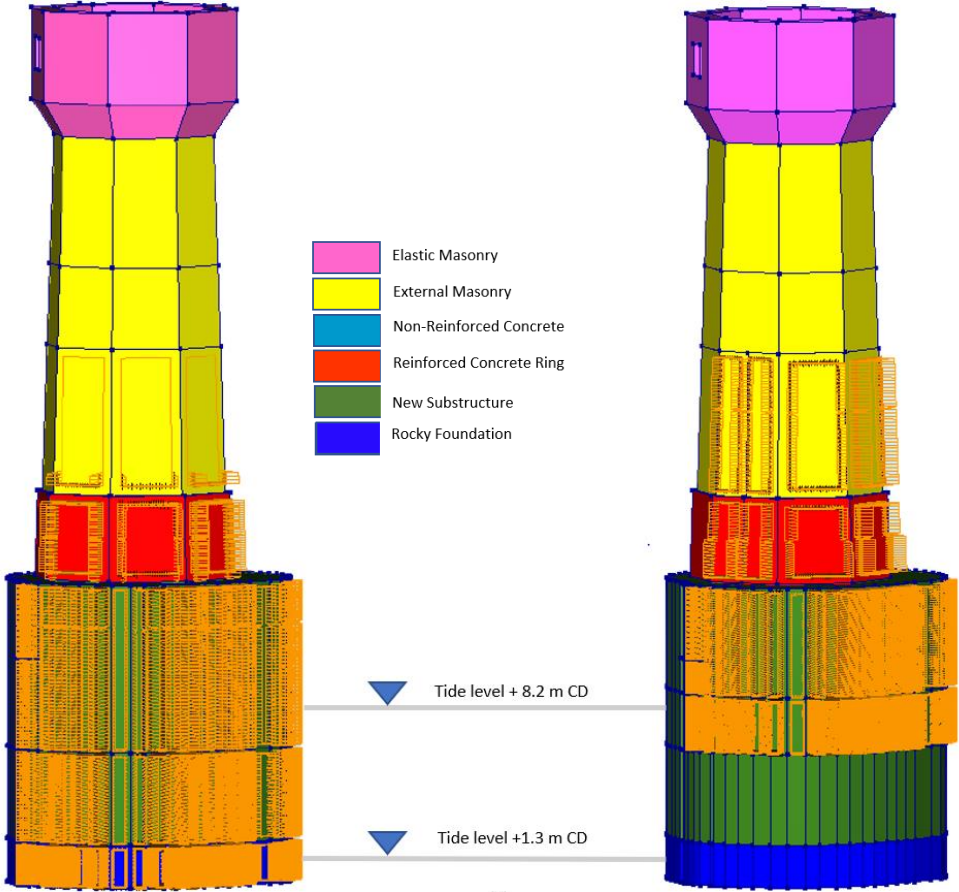 Elastic Masonry
External Masonry
Non-Reinforced Concrete
Reinforced Concrete Ring
New Substructure
Rocky Foundation
Tide level + 8.2 m CD
Tide level +1.3 m CD